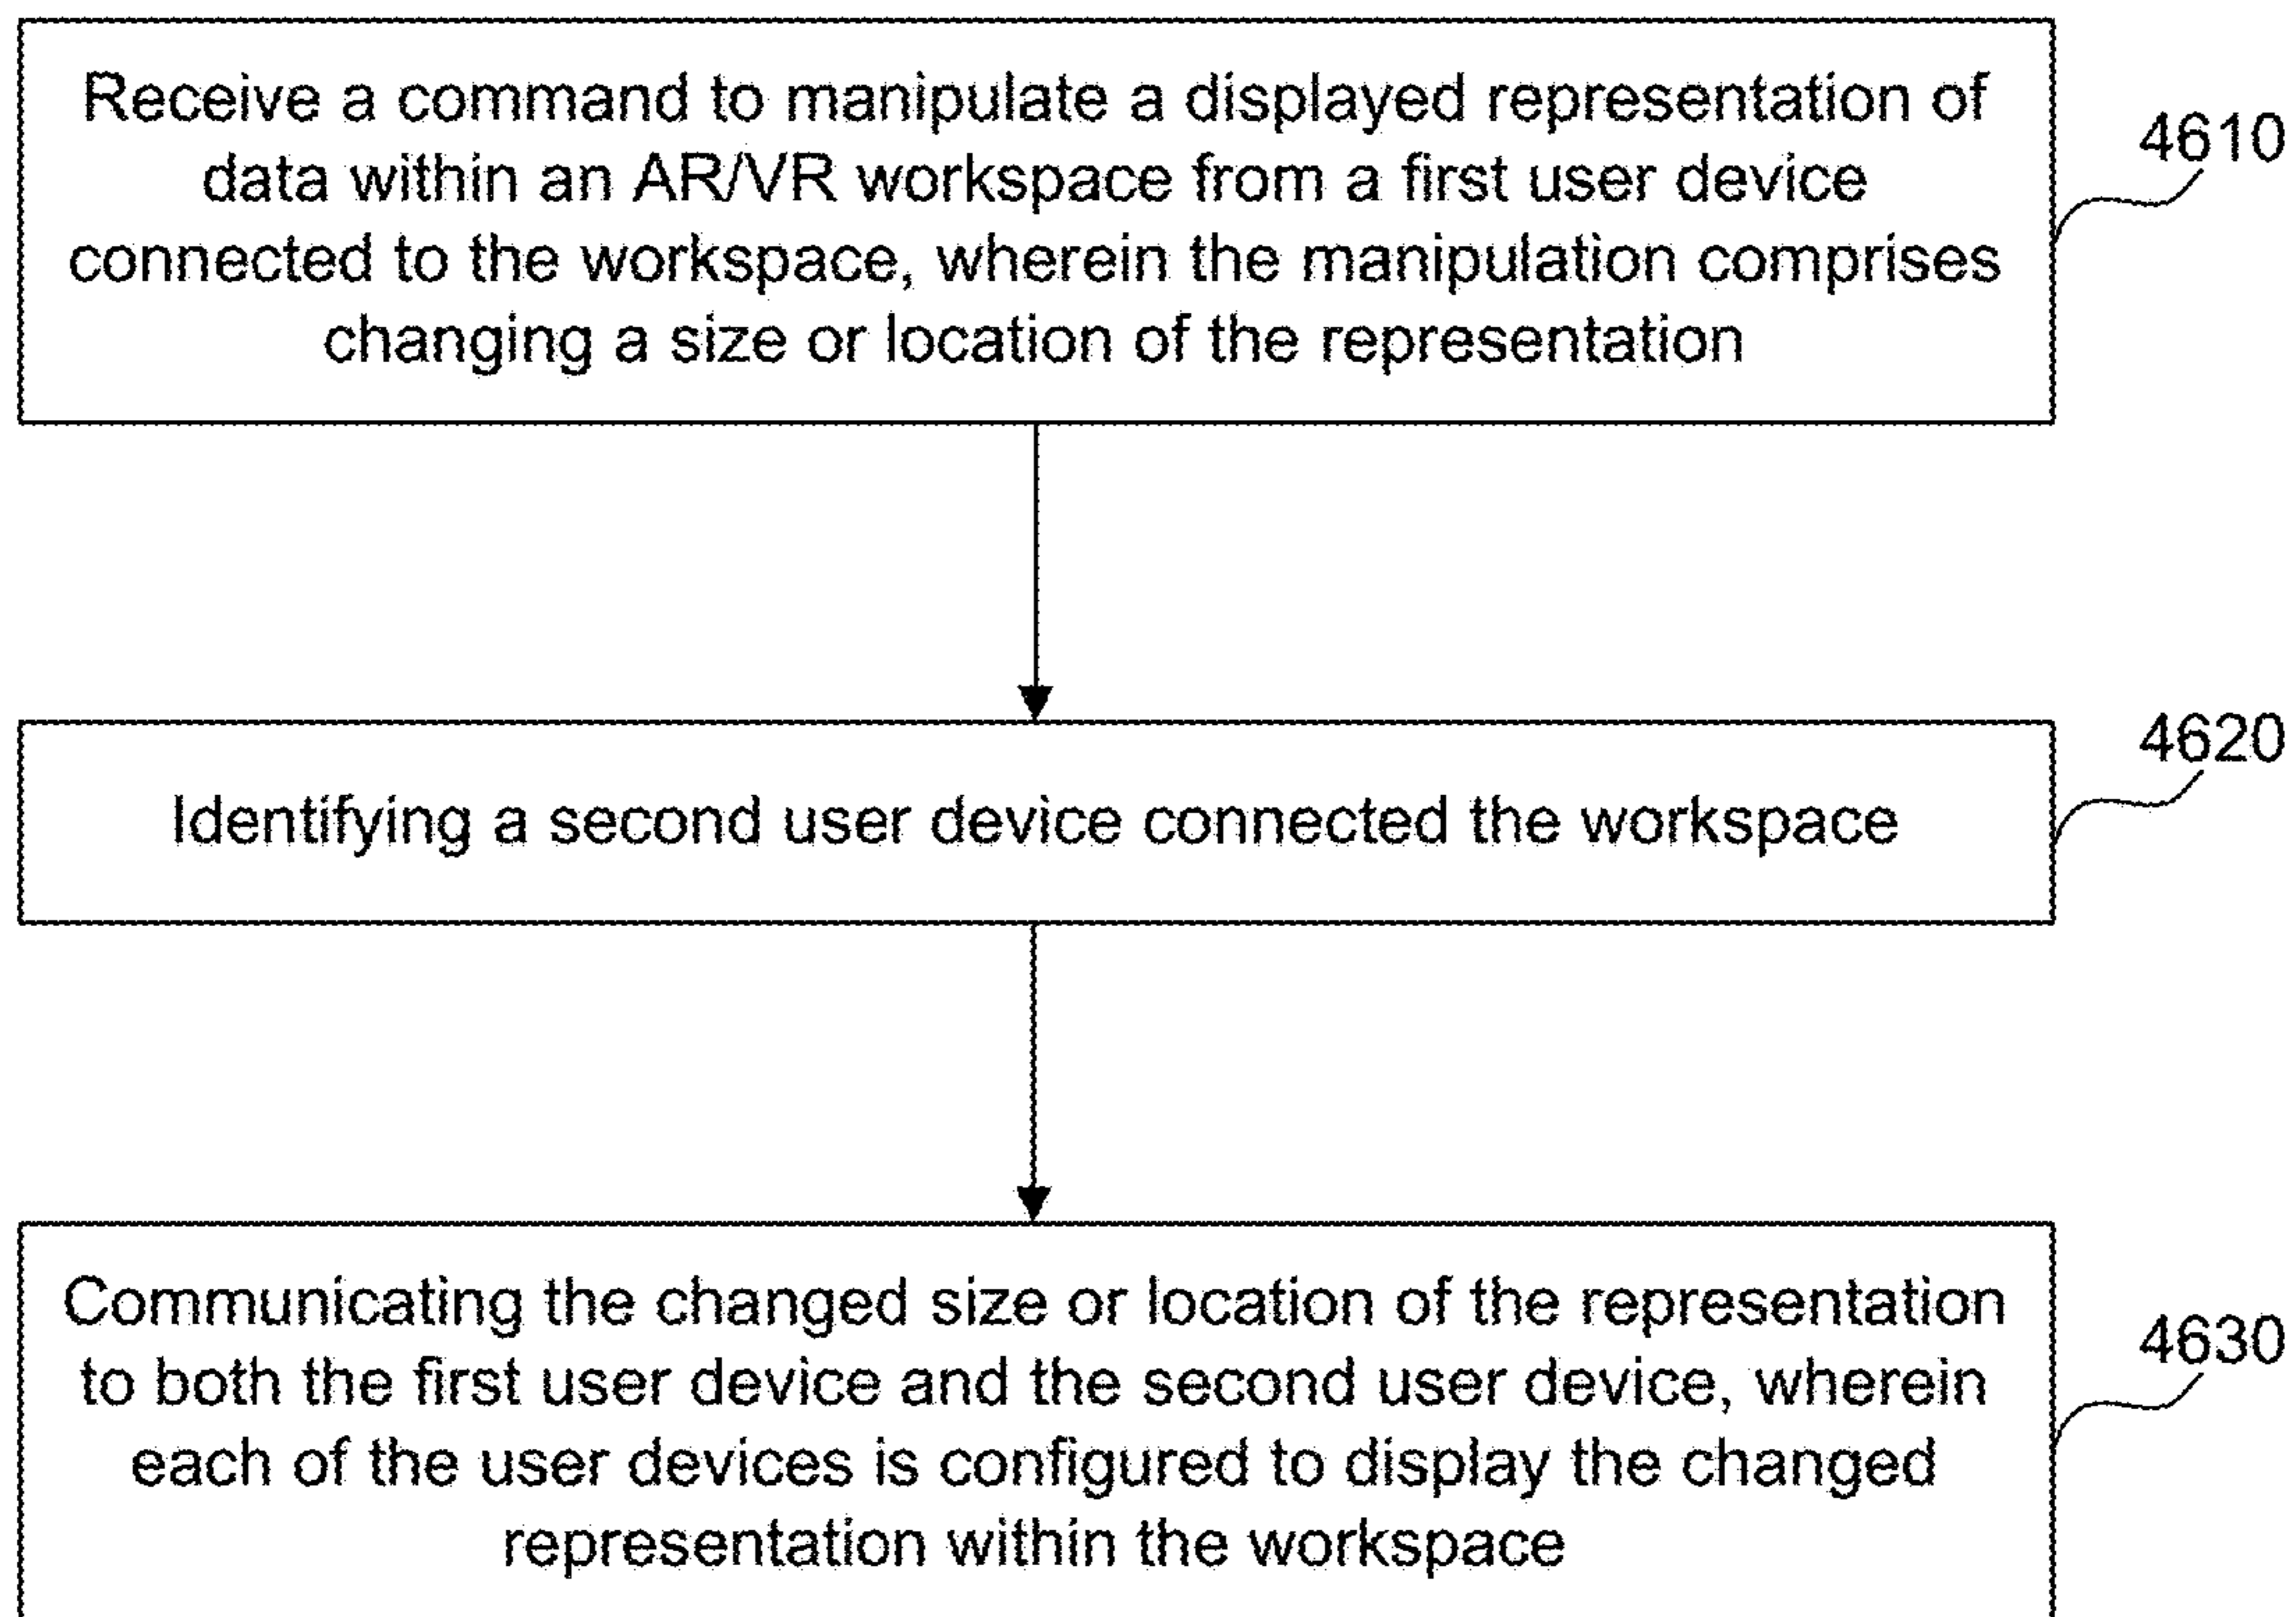 Receive a command to manipulate a displayed representation of
data within an AR/VR workspace from a first user device
connected to the workspace, wherein the manipulation comprises
changing a size or location of the representation
4610
Identifying a second user device connected the workspace
4620
Communicating the changed size or location of the representation
to both the first user device and the second user device, wherein
each of the user devices is configured to display the changed
representation within the workspace
4630